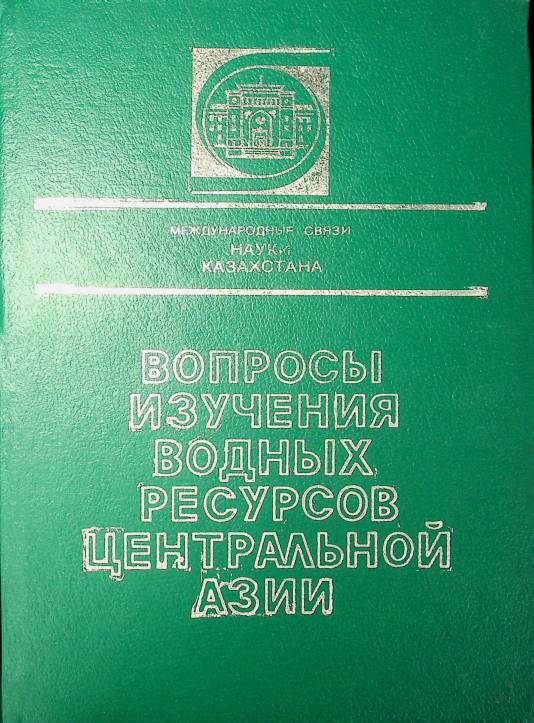 МЕЖДУНАРОДНЫЕ СВЯЗИ
НАУКИ
КАЗАХСТАНА
ВОПРОСЫ
ИЗУЧЕНИЯ
ВОДНЫХ
РЕСУРСОВ
ЦЕНТРАЛЬНОЙ
АЗИИ